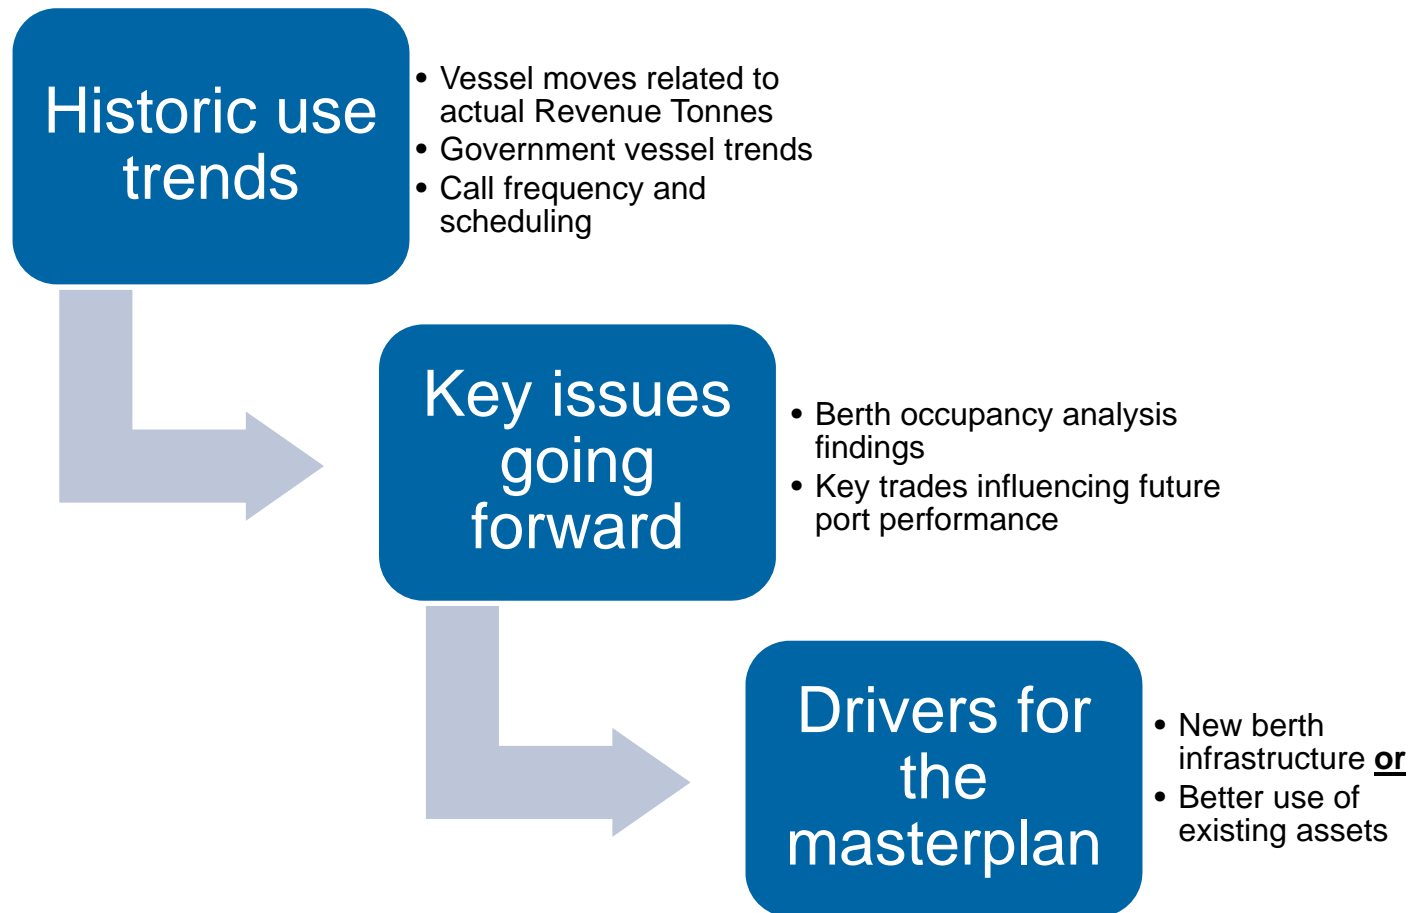 Historic use
trends
• Vessel moves related to
actual Revenue Tonnes
• Government vessel trends
• Call frequency and
scheduling
Key issues
going
forward
• Berth occupancy analysis
findings
• Key trades influencing future
port performance
Drivers for
the
masterplan
• New berth
infrastructure or
• Better use of
existing assets